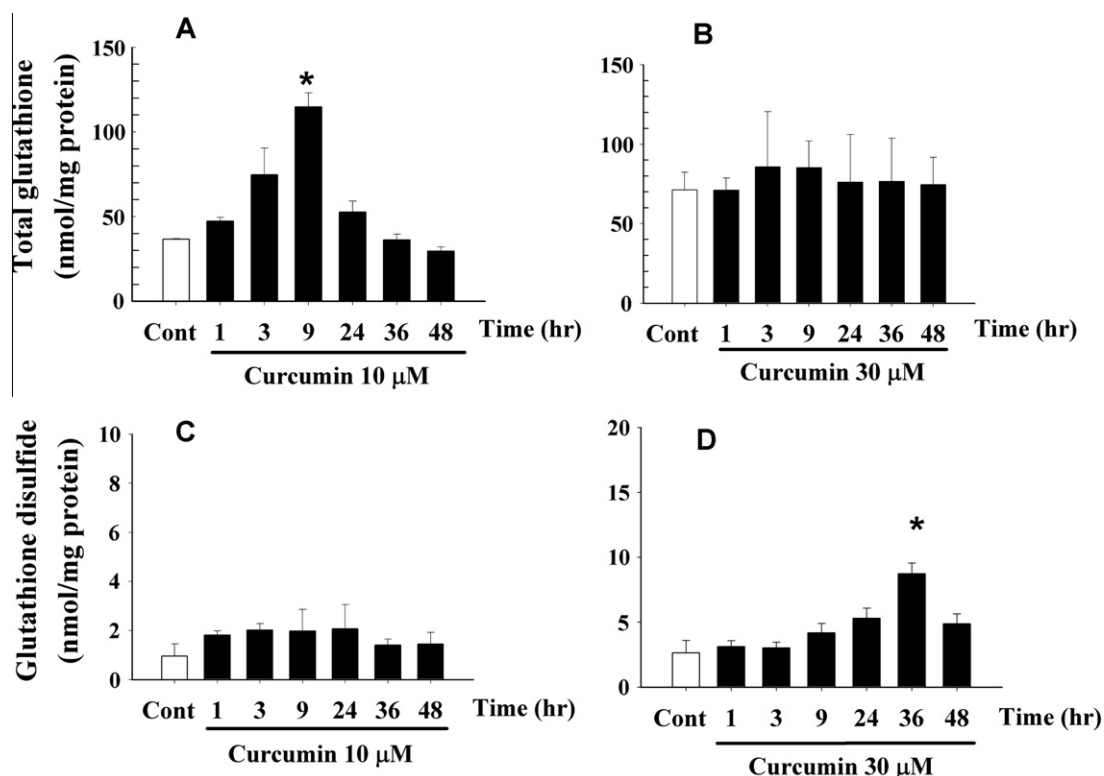 A
Total glutathione
(nmol/mg protein)
150
100
50
0
*
Cont 1 3 9 24 36 48 Time (hr)
Curcumin 10 μM
B
150
100
50
0
Cont 1 3 9 24 36 48 Time (hr)
Curcumin 30 μM
C
Glutathione disulfide
(nmol/mg protein)
10
8
6
4
2
0
Cont 1 3 9 24 36 48 Time (hr)
Curcumin 10 μM
D
20
15
10
5
0
*
Cont 1 3 9 24 36 48 Time (hr)
Curcumin 30 μM